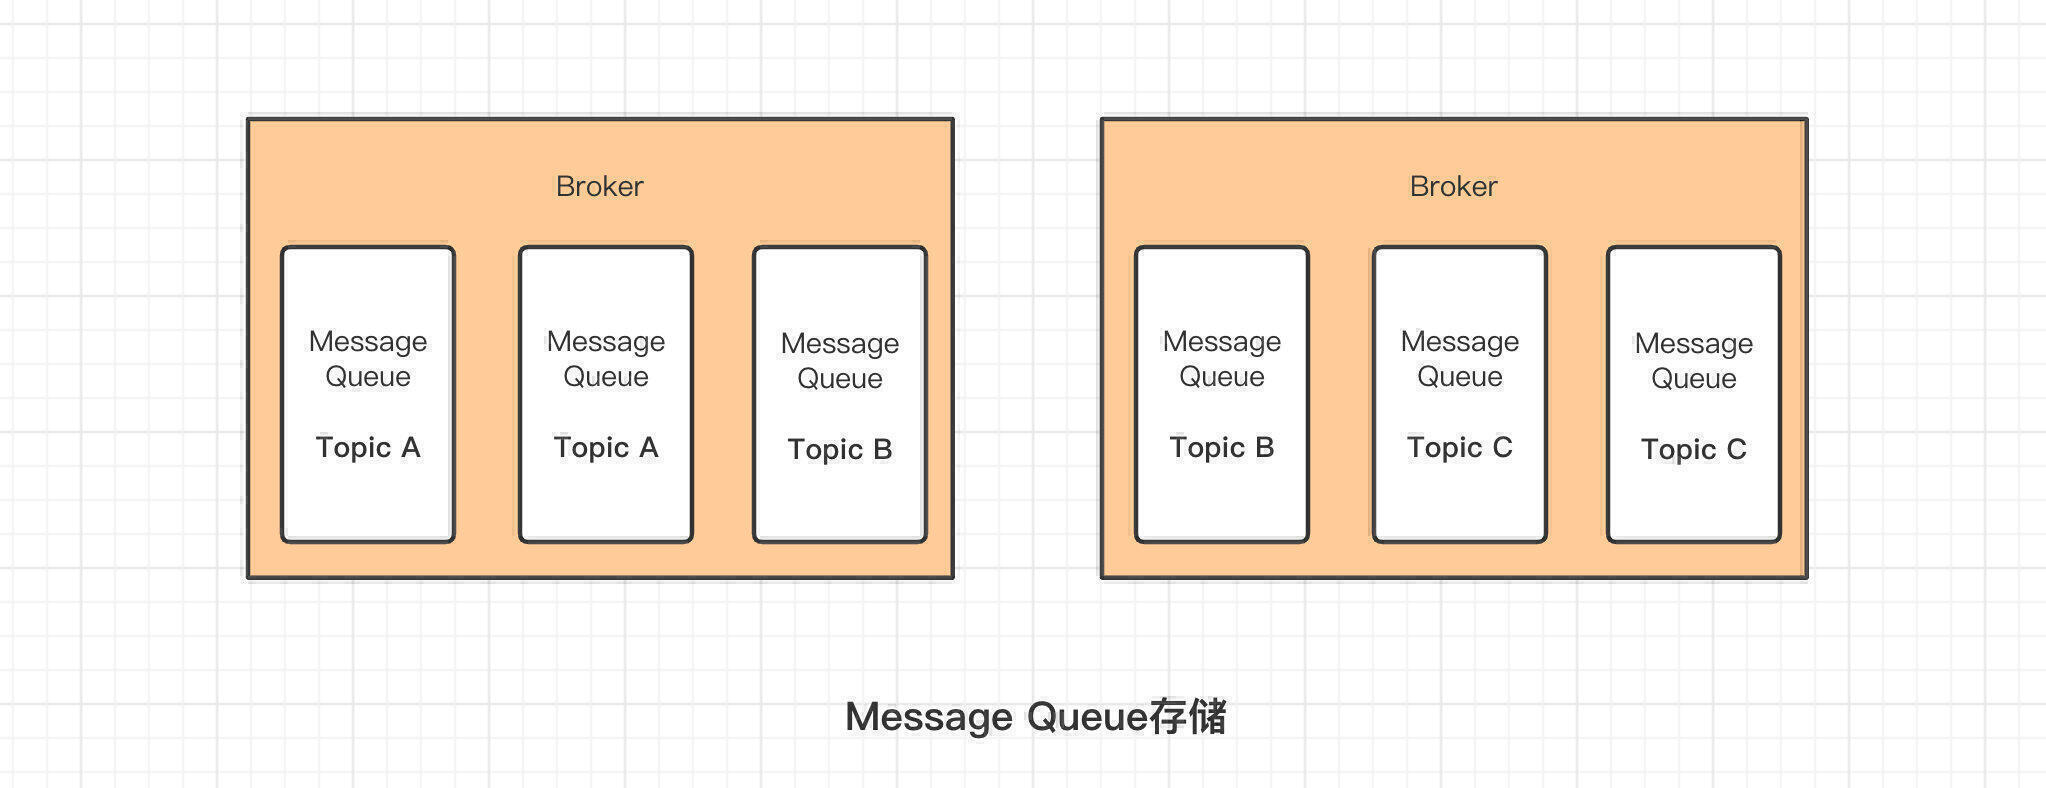 Broker
Message
Queue
Topic A
Message
Queue
Topic A
Message
Queue
Topic B
Broker
Message
Queue
Topic B
Message
Queue
Topic C
Message
Queue
Topic C
Message Queue存储